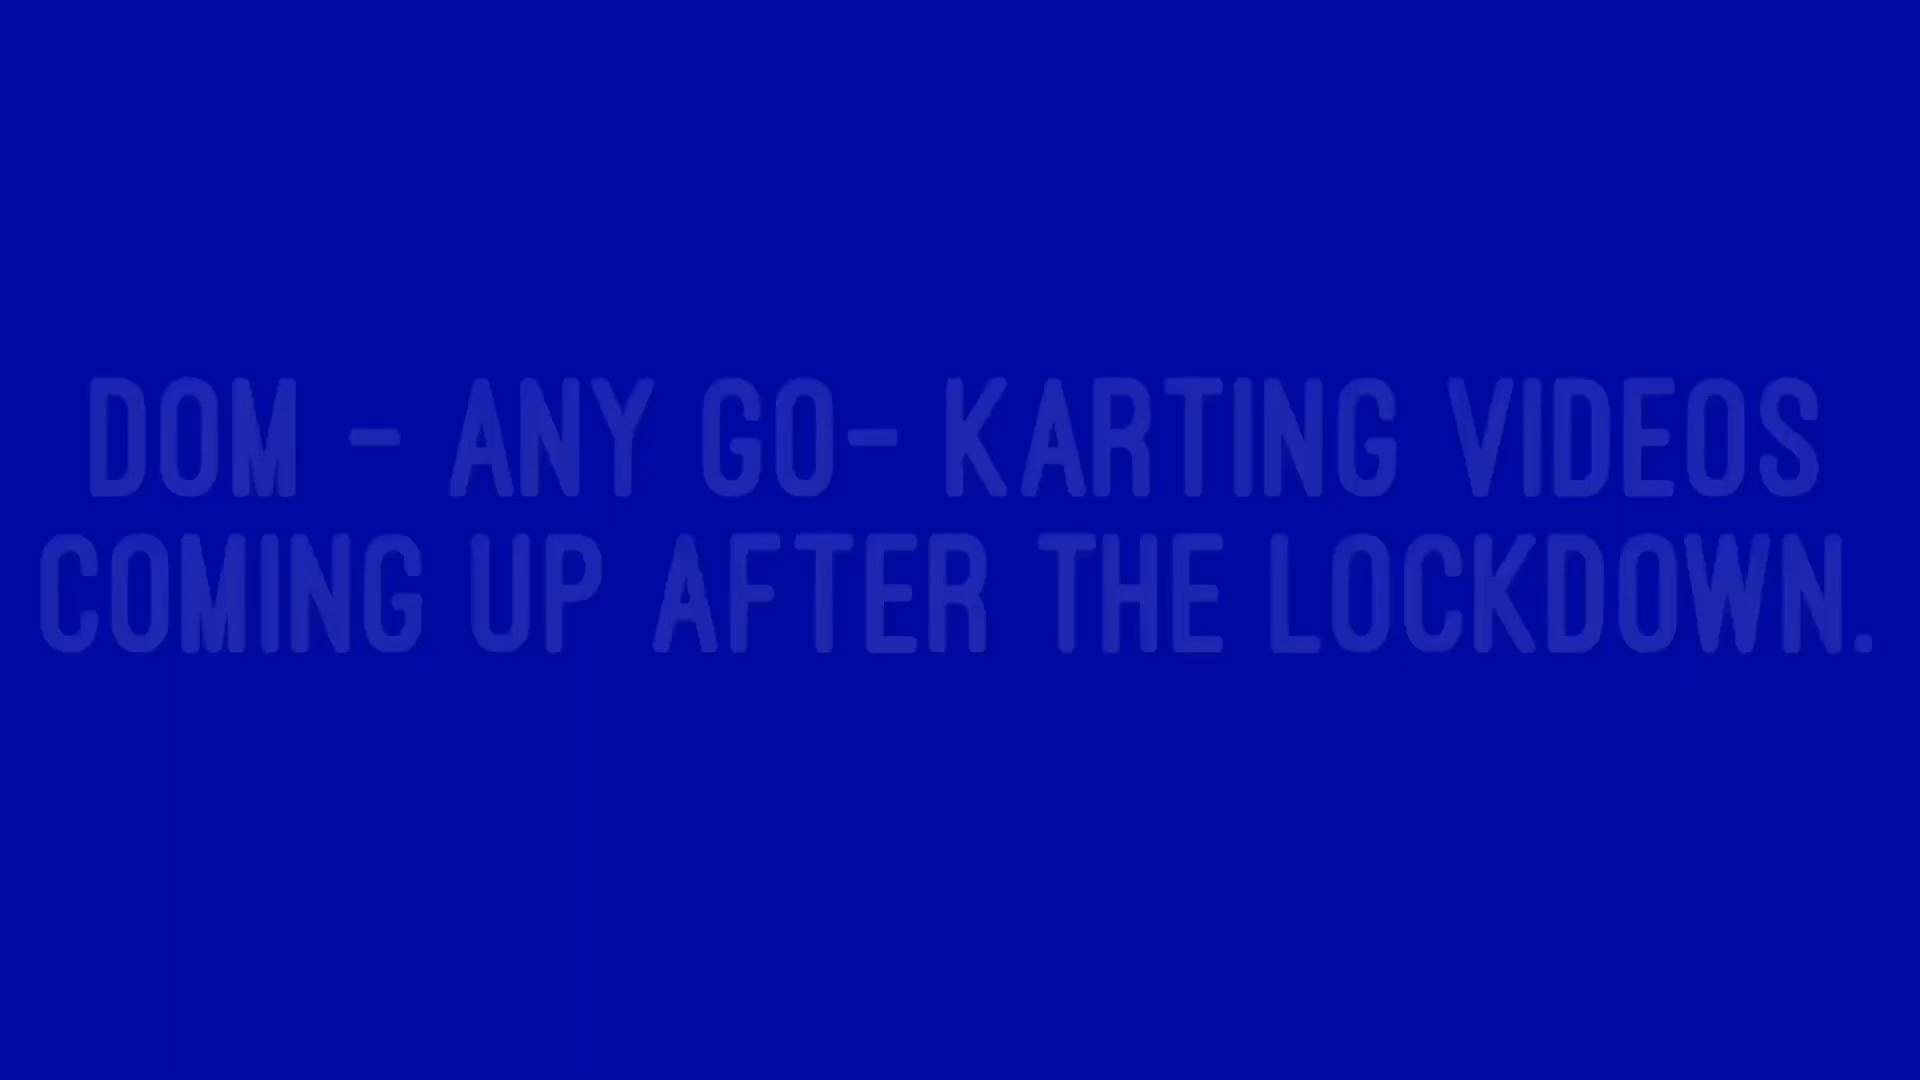 DOM - ANY GO- KARTING VIDEOS
COMING UP AFTER THE LOCKDOWN.